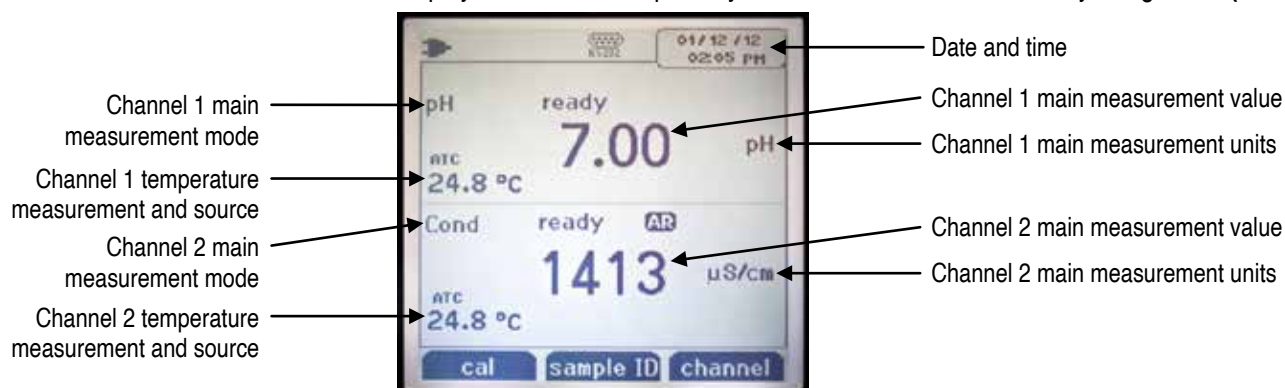 01/12/12
02:05 PM
Date and time
Channel 1 main
measurement mode
pH
ready
7.00
pH
Channel 1 main measurement value
Channel 1 main measurement units
Channel 1 temperature
measurement and source
ATC
24.8 °C
Channel 2 main
measurement mode
Cond
ready
AR
1413
µS/cm
Channel 2 main measurement value
Channel 2 main measurement units
Channel 2 temperature
measurement and source
ATC
24.8 °C
cal
sample ID
channel